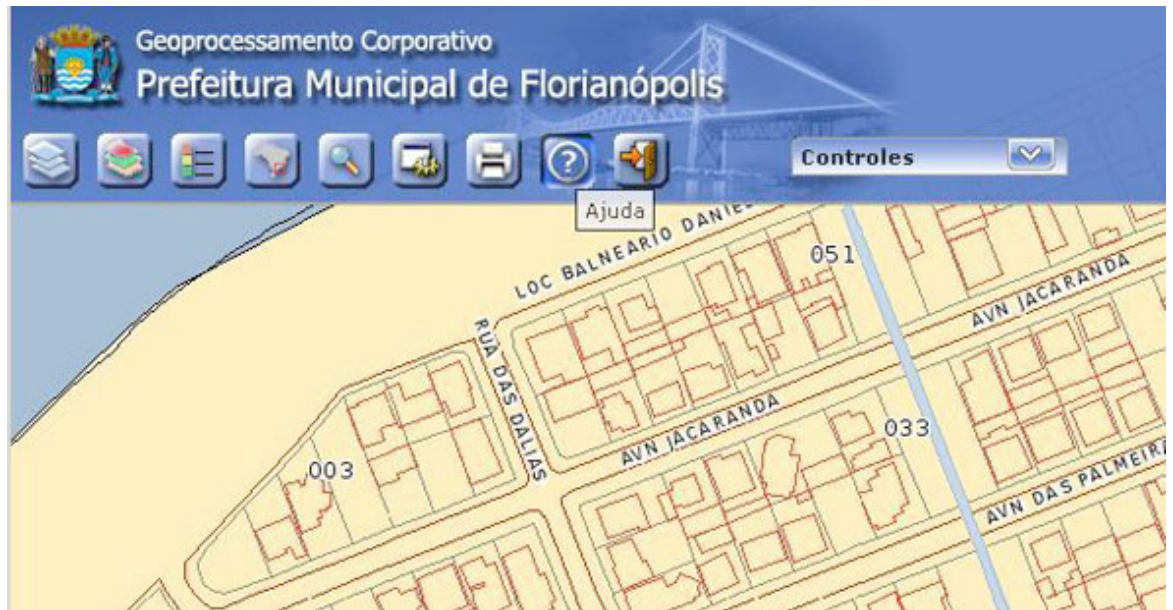 Geoprocessamento Corporativo
Prefeitura Municipal de Florianópolis
Controles
Ajuda
LOC BALNEARIO DANIEL
051
AVN JACARANDA
RUA DAS DALIAS
AVN JACARANDA
033
003
AVN DAS PALMEIRA